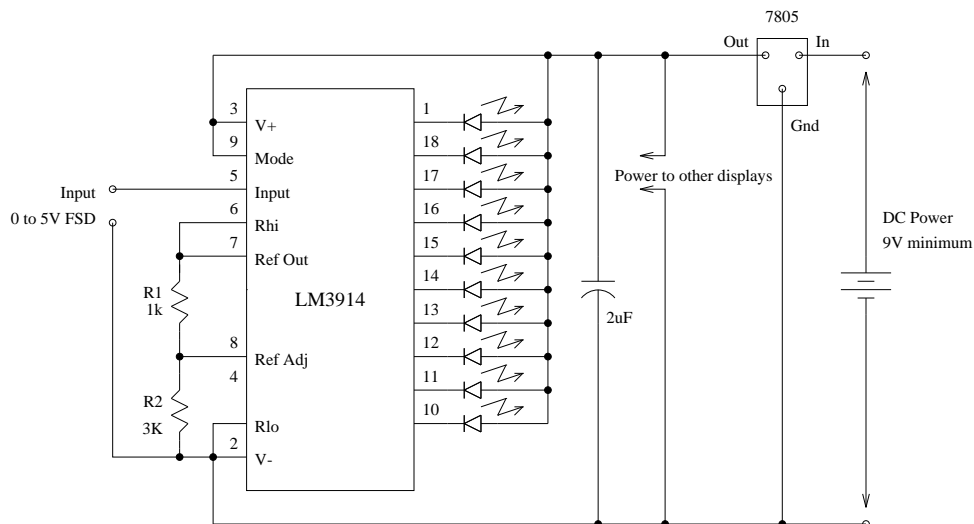 7805
Out
In
Gnd
3
V+
9
Mode
5
Input
6
Rhi
7
Ref Out
8
Ref Adj
4
Rlo
2
V-
LM3914
1
18
17
16
15
14
13
12
11
10
Input
0 to 5V FSD
R1
1k
R2
3K
2uF
Power to other displays
DC Power
9V minimum